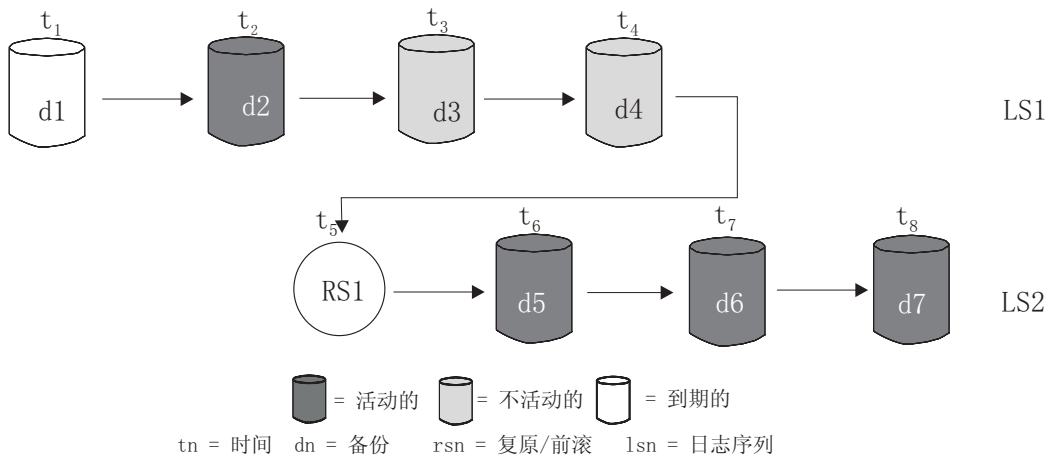 t1 t2 t3 t4
d1 d2 d3 d4 LS1
t5 t6 t7 t8
RS1 d5 d6 d7 LS2
= 活动的 = 不活动的 = 到期的
tn = 时间 dn = 备份 rsn = 复原/前滚 lsn = 日志序列